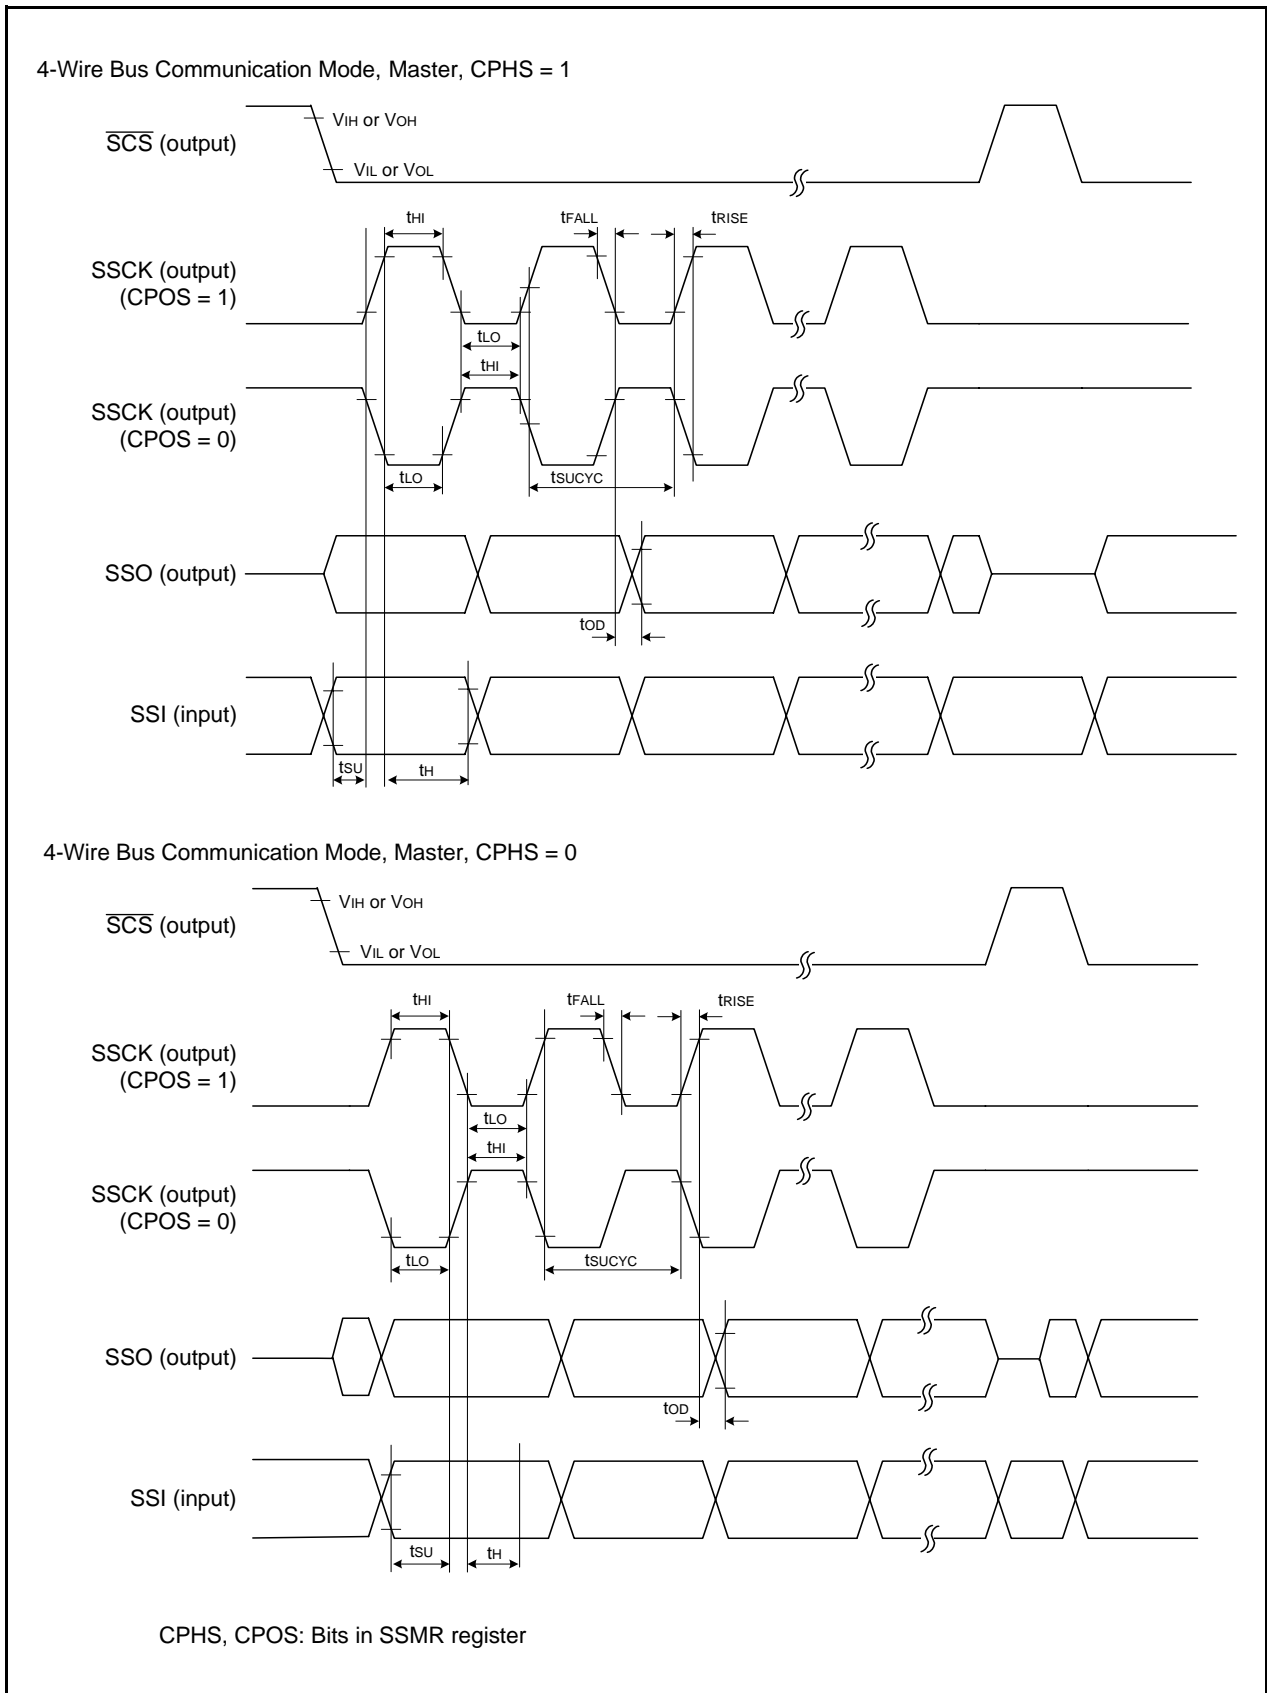 4-Wire Bus Communication Mode, Master, CPHS = 1
VIH or VOH
SCS (output)
VIL or VOL
tHI
tFALL
tRISE
SSCK (output)
(CPOS = 1)
tLO
tHI
SSCK (output)
(CPOS = 0)
tLO
tSUCYC
SSO (output)
tOD
SSI (input)
tSU
tH
4-Wire Bus Communication Mode, Master, CPHS = 0
VIH or VOH
SCS (output)
VIL or VOL
tHI
tFALL
tRISE
SSCK (output)
(CPOS = 1)
tLO
tHI
SSCK (output)
(CPOS = 0)
tLO
tSUCYC
SSO (output)
tOD
SSI (input)
tSU
tH
CPHS, CPOS: Bits in SSMR register